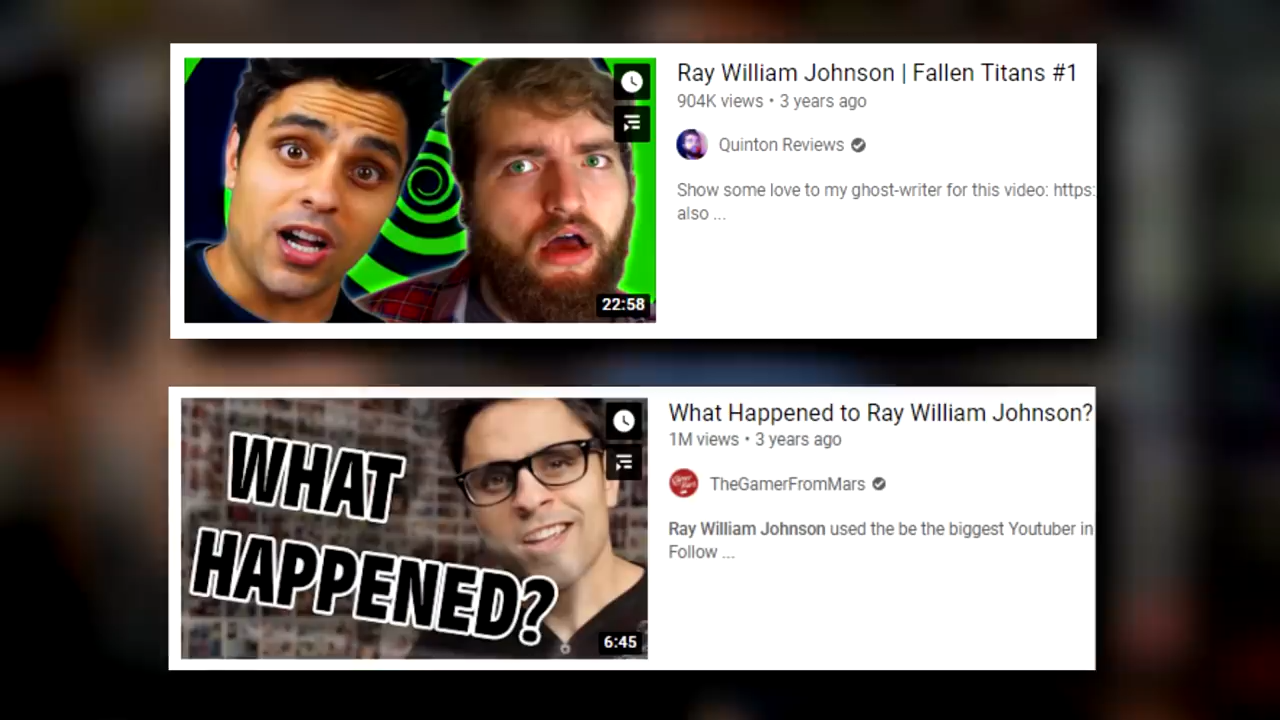 Ray William Johnson | Fallen Titans #1
904K views • 3 years ago
Quinton Reviews
Show some love to my ghost-writer for this video: https:
also ...
22:58
WHAT
HAPPENED?
6:45
What Happened to Ray William Johnson?
1M views • 3 years ago
TheGamerFromMars
Ray William Johnson used the be the biggest Youtuber in
Follow ...